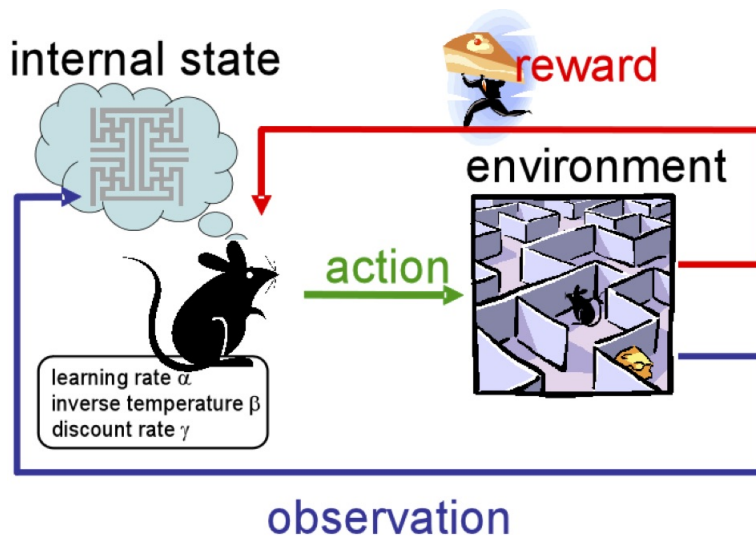 internal state
reward
environment
action
learning rate α
inverse temperature β
discount rate γ
observation